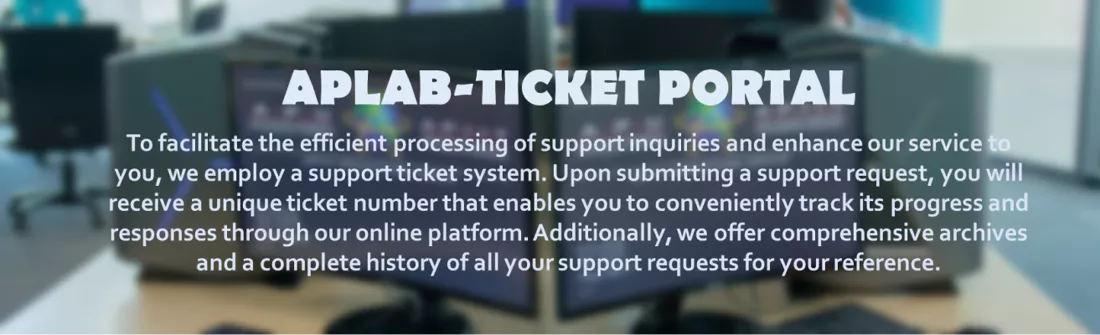 APLAB-TICKET PORTAL
To facilitate the efficient processing of support inquiries and enhance our service to
you, we employ a support ticket system. Upon submitting a support request, you will
receive a unique ticket number that enables you to conveniently track its progress and
responses through our online platform. Additionally, we offer comprehensive archives
and a complete history of all your support requests for your reference.